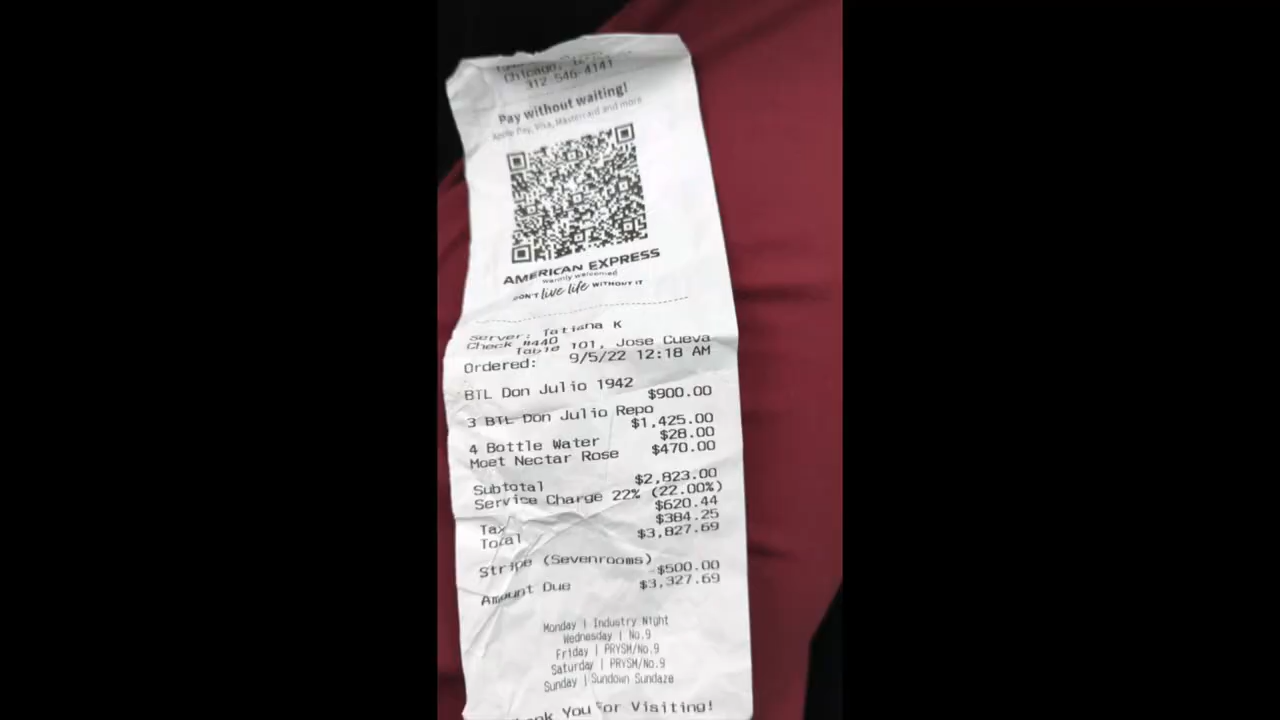 Chicago, IL
312-546-4141
Pay without waiting!
Apple Pay, Visa, Mastercard and more
AMERICAN EXPRESS
warmly welcomed
DON'T live life WITHOUT IT
Server: Tatiana K
Check #440
Table 101, Jose Cueva
Ordered: 9/5/22 12:18 AM
BTL Don Julio 1942 $900.00
3 BTL Don Julio Repo $1,425.00
4 Bottle Water $28.00
Moet Nectar Rose $470.00
Subtotal $2,823.00
Service Charge 22% (22.00%) $620.44
Tax $384.25
Total $3,827.69
Stripe (Sevenrooms) $500.00
Amount Due $3,327.69
Monday | Industry Night
Wednesday | No.9
Friday | PRYSM/No.9
Saturday | PRYSM/No.9
Sunday | Sundown Sundaze
You for Visiting!